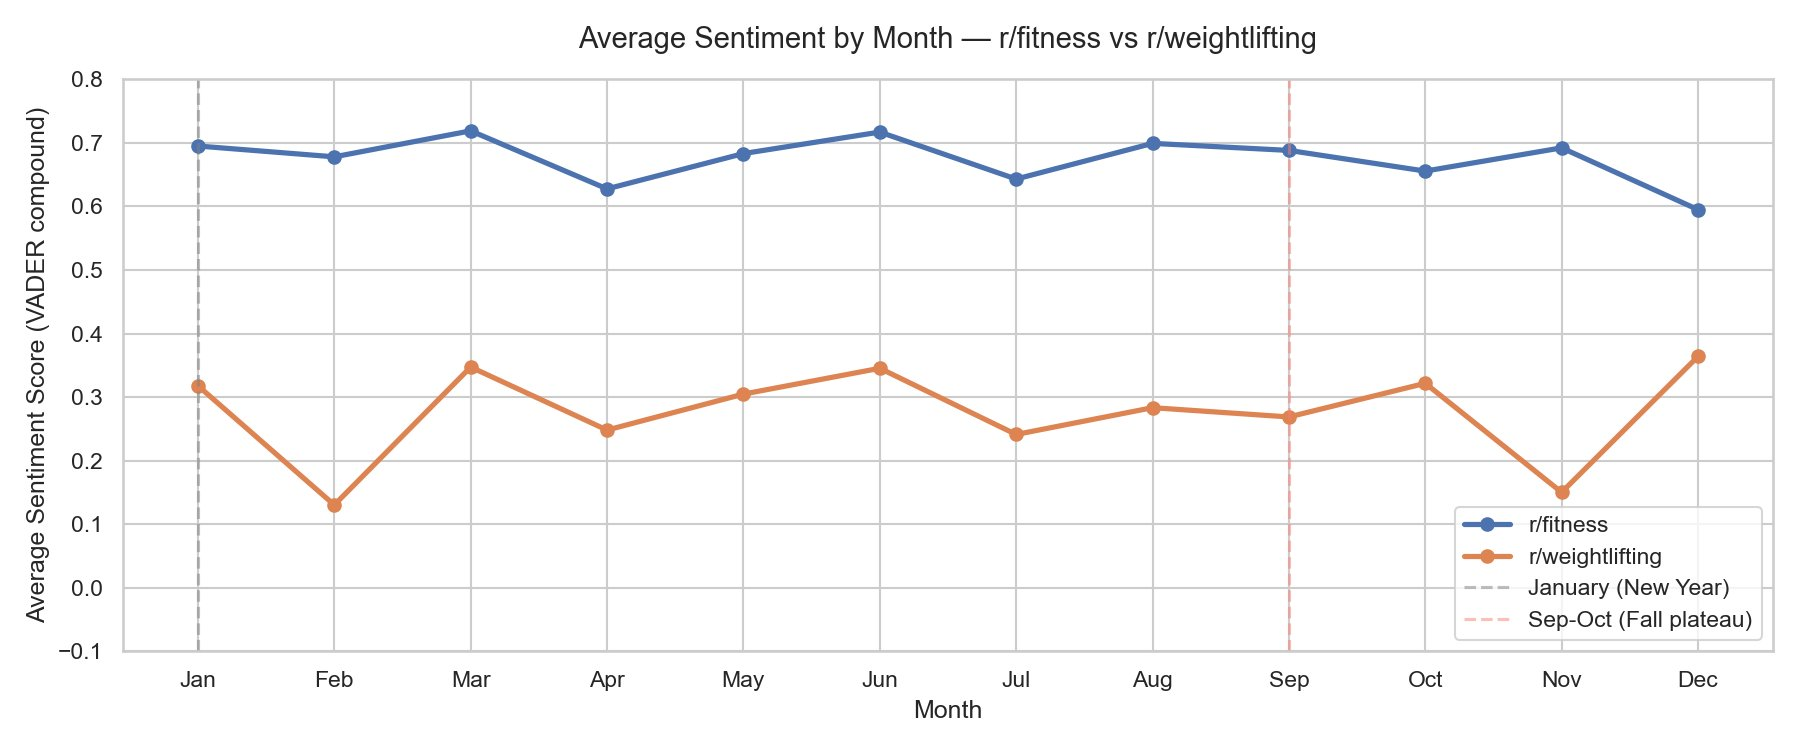 Average Sentiment by Month — r/fitness vs r/weightlifting
Average Sentiment Score (VADER compound)
0.8
0.7
0.6
0.5
0.4
0.3
0.2
0.1
0.0
−0.1
r/fitness
r/weightlifting
January (New Year)
Sep-Oct (Fall plateau)
Jan Feb Mar Apr May Jun Jul Aug Sep Oct Nov Dec
Month